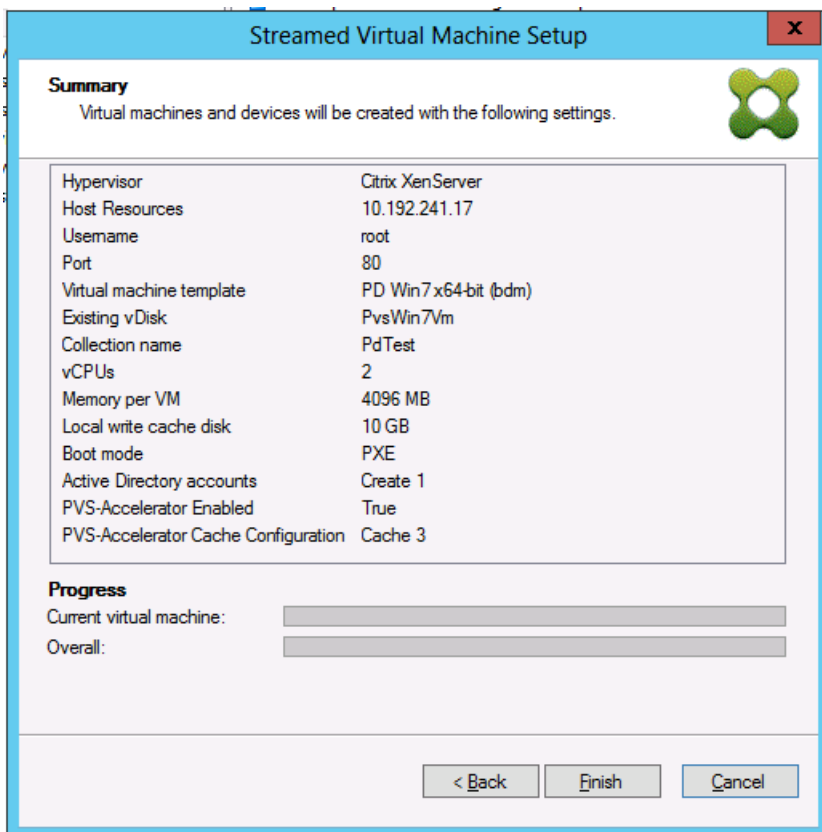 Streamed Virtual Machine Setup
x
Summary
Virtual machines and devices will be created with the following settings.
Hypervisor Citrix XenServer
Host Resources 10.192.241.17
Username root
Port 80
Virtual machine template PD Win7x64-bit (bdm)
Existing vDisk PvsWin7Vm
Collection name PdTest
vCPUs 2
Memory per VM 4096 MB
Local write cache disk 10 GB
Boot mode PXE
Active Directory accounts Create 1
PVS-Accelerator Enabled True
PVS-Accelerator Cache Configuration Cache 3
Progress
Current virtual machine:
Overall:
< Back Finish Cancel